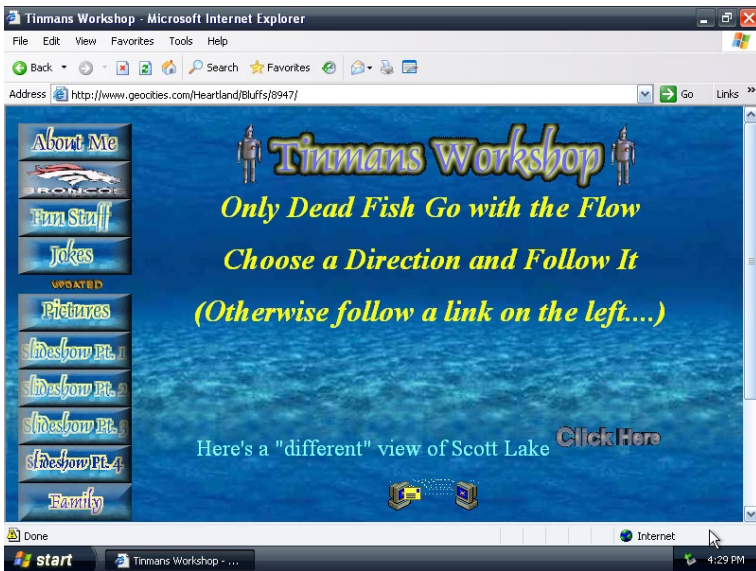 Tinmans Workshop - Microsoft Internet Explorer
File Edit View Favorites Tools Help
Back Search Favorites
Address http://www.geocities.com/Heartland/Bluffs/8947/ Go Links »
About Me
BRONCOS
Fun Stuff
Jokes
UPDATED
Pictures
Slideshow Pt. 1
Slideshow Pt. 2
Slideshow Pt. 3
Slideshow Pt. 4
Family
Tinmans Workshop
Only Dead Fish Go with the Flow
Choose a Direction and Follow It
(Otherwise follow a link on the left....)
Here's a "different" view of Scott Lake Click Here
Done Internet
start Tinmans Workshop - ... 4:29 PM